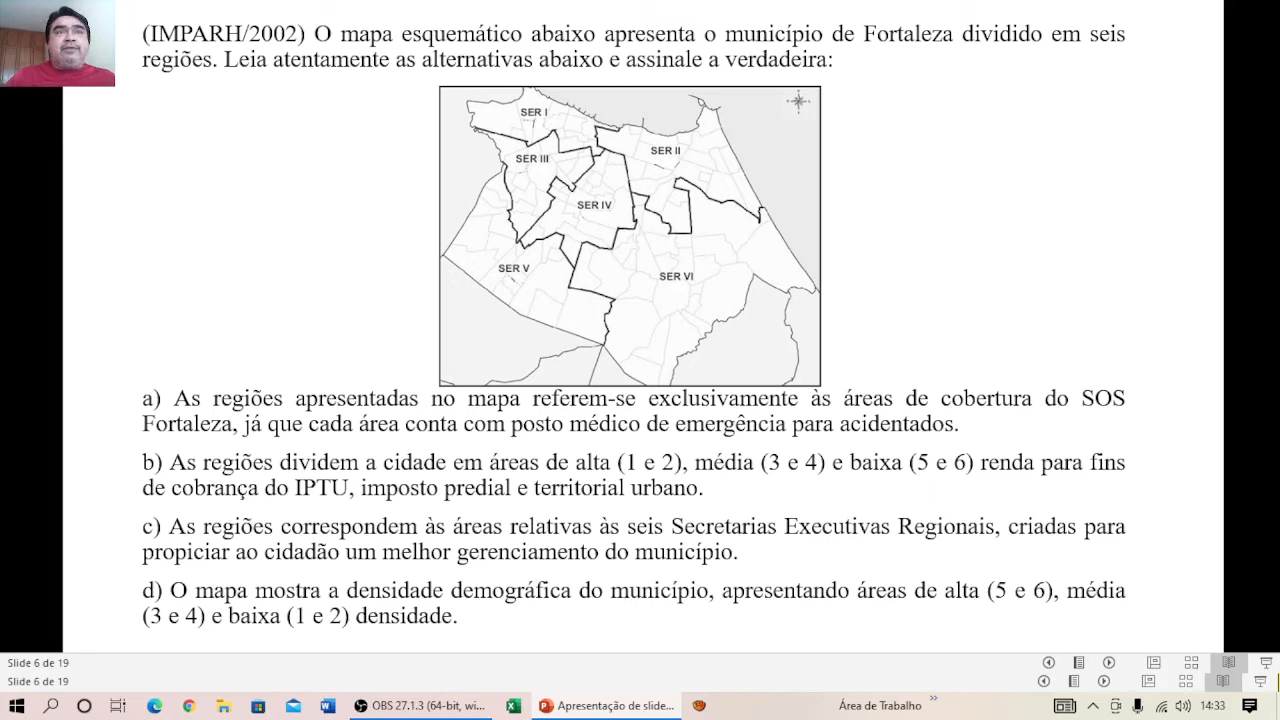 (IMPARH/2002) O mapa esquemático abaixo apresenta o município de Fortaleza dividido em seis
regiões. Leia atentamente as alternativas abaixo e assinale a verdadeira:
SER I
SER II
SER III
SER IV
SER V
SER VI
a) As regiões apresentadas no mapa referem-se exclusivamente às áreas de cobertura do SOS
Fortaleza, já que cada área conta com posto médico de emergência para acidentados.
b) As regiões dividem a cidade em áreas de alta (1 e 2), média (3 e 4) e baixa (5 e 6) renda para fins
de cobrança do IPTU, imposto predial e territorial urbano.
c) As regiões correspondem às áreas relativas às seis Secretarias Executivas Regionais, criadas para
propiciar ao cidadão um melhor gerenciamento do município.
d) O mapa mostra a densidade demográfica do município, apresentando áreas de alta (5 e 6), média
(3 e 4) e baixa (1 e 2) densidade.
Slide 6 de 19
Slide 6 de 19
OBS 27.1.3 (64-bit, wi...
Apresentação de slide...
Área de Trabalho
14:33